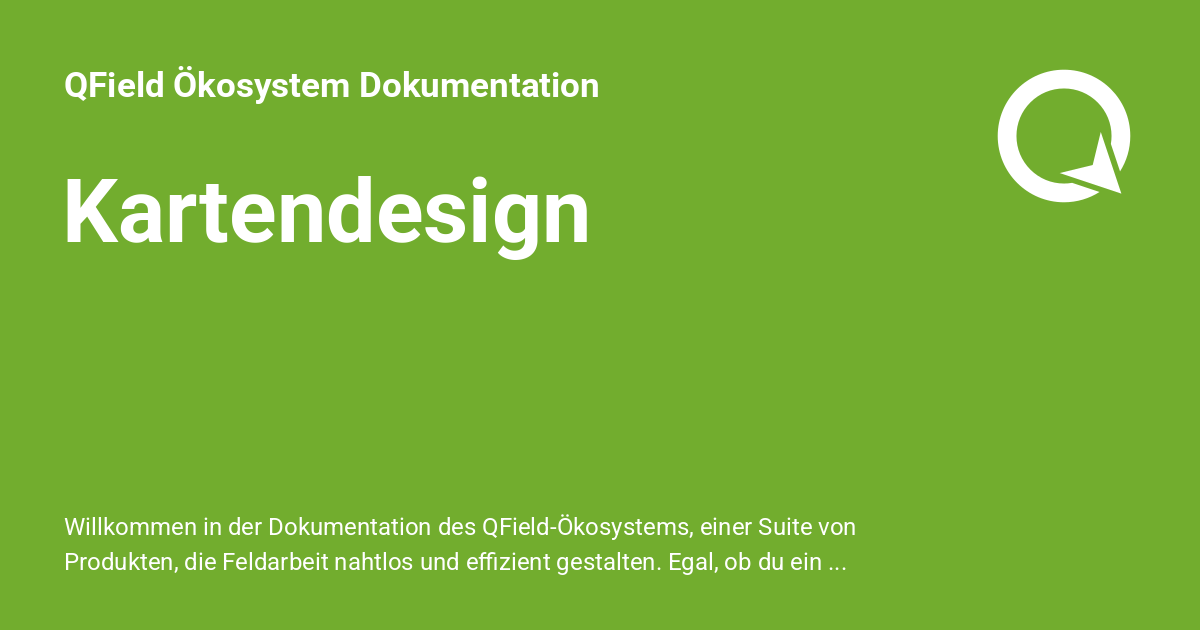 QField Ökosystem Dokumentation
Kartendesign
Willkommen in der Dokumentation des QField-Ökosystems, einer Suite von
Produkten, die Feldarbeit nahtlos und effizient gestalten. Egal, ob du ein ...